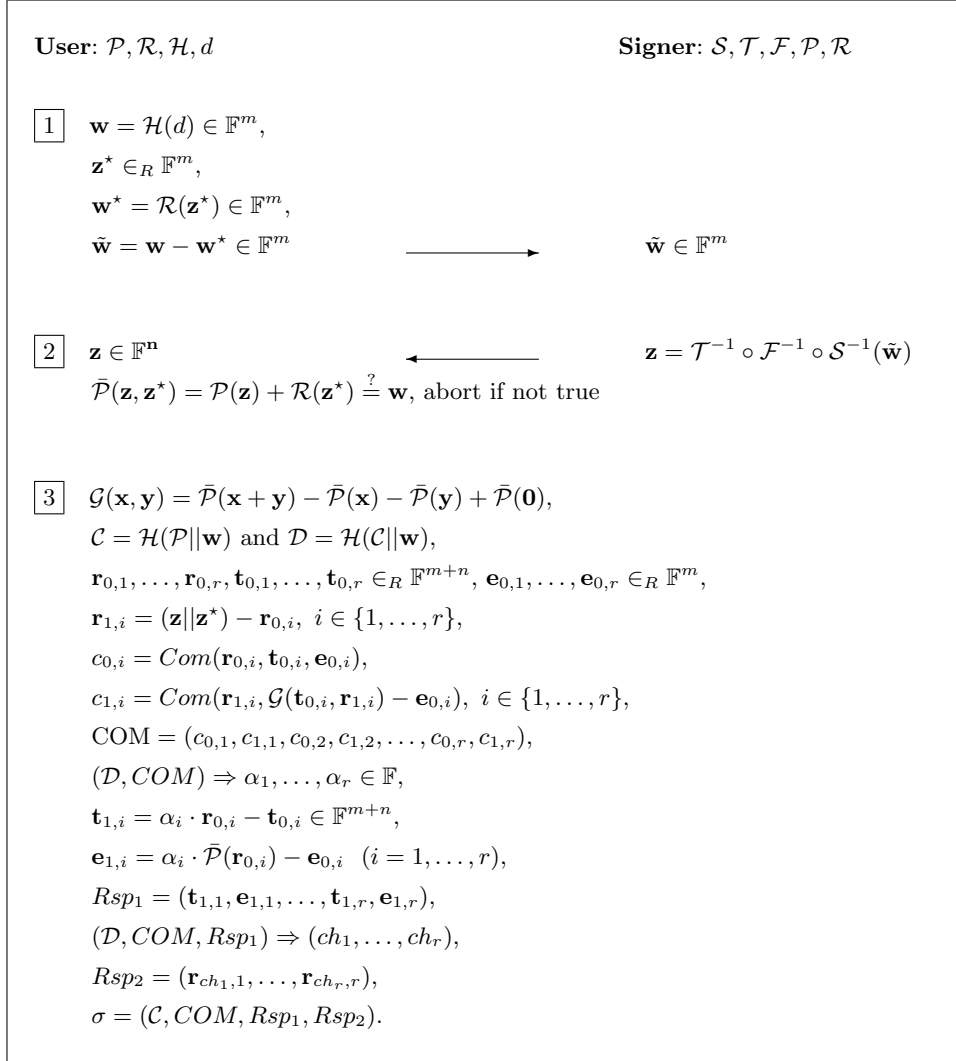 User: 𝒫, ℛ, ℋ, d Signer: 𝒮, 𝒯, ℱ, 𝒫, ℛ
1 w = ℋ(d) ∈ 𝔽^m,
z^⋆ ∈_R 𝔽^m,
w^⋆ = ℛ(z^⋆) ∈ 𝔽^m,
w̃ = w − w^⋆ ∈ 𝔽^m ⟶ w̃ ∈ 𝔽^m
2 z ∈ 𝔽^n ⟵ z = 𝒯^{−1} ∘ ℱ^{−1} ∘ 𝒮^{−1}(w̃)
𝒫̄(z, z^⋆) = 𝒫(z) + ℛ(z^⋆) ≟ w, abort if not true
3 𝒢(x, y) = 𝒫̄(x + y) − 𝒫̄(x) − 𝒫̄(y) + 𝒫̄(0),
𝒞 = ℋ(𝒫||w) and 𝒟 = ℋ(𝒞||w),
r_{0,1}, . . . , r_{0,r}, t_{0,1}, . . . , t_{0,r} ∈_R 𝔽^{m+n}, e_{0,1}, . . . , e_{0,r} ∈_R 𝔽^m,
r_{1,i} = (z||z^⋆) − r_{0,i}, i ∈ {1, . . . , r},
c_{0,i} = Com(r_{0,i}, t_{0,i}, e_{0,i}),
c_{1,i} = Com(r_{1,i}, 𝒢(t_{0,i}, r_{1,i}) − e_{0,i}), i ∈ {1, . . . , r},
COM = (c_{0,1}, c_{1,1}, c_{0,2}, c_{1,2}, . . . , c_{0,r}, c_{1,r}),
(𝒟, COM) ⇒ α_1, . . . , α_r ∈ 𝔽,
t_{1,i} = α_i · r_{0,i} − t_{0,i} ∈ 𝔽^{m+n},
e_{1,i} = α_i · 𝒫̄(r_{0,i}) − e_{0,i} (i = 1, . . . , r),
Rsp_1 = (t_{1,1}, e_{1,1}, . . . , t_{1,r}, e_{1,r}),
(𝒟, COM, Rsp_1) ⇒ (ch_1, . . . , ch_r),
Rsp_2 = (r_{ch_1,1}, . . . , r_{ch_r,r}),
σ = (𝒞, COM, Rsp_1, Rsp_2).